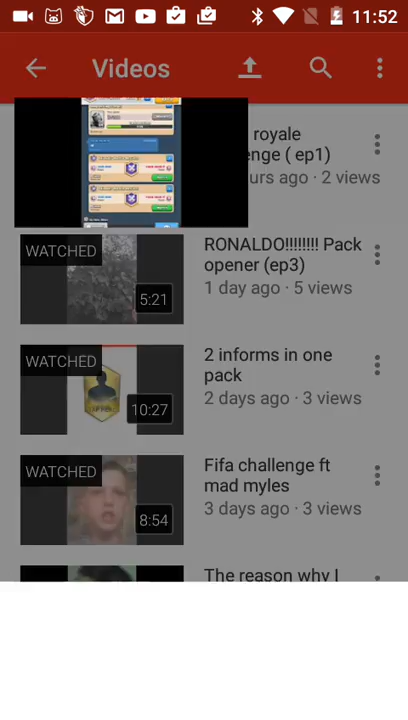 11:52
Videos
royale
enge ( ep1)
urs ago · 2 views
WATCHED
5:21
RONALDO!!!!!!!! Pack
opener (ep3)
1 day ago · 5 views
WATCHED
10:27
2 informs in one
pack
2 days ago · 3 views
WATCHED
8:54
Fifa challenge ft
mad myles
3 days ago · 3 views
The reason why I